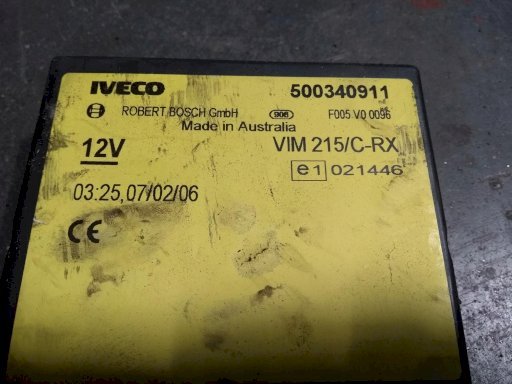 IVECO 500340911
ROBERT BOSCH GmbH 908 F005 V0 0096
Made in Australia
12V VIM 215/C-RX
e1 021446
03:25,07/02/06
CE